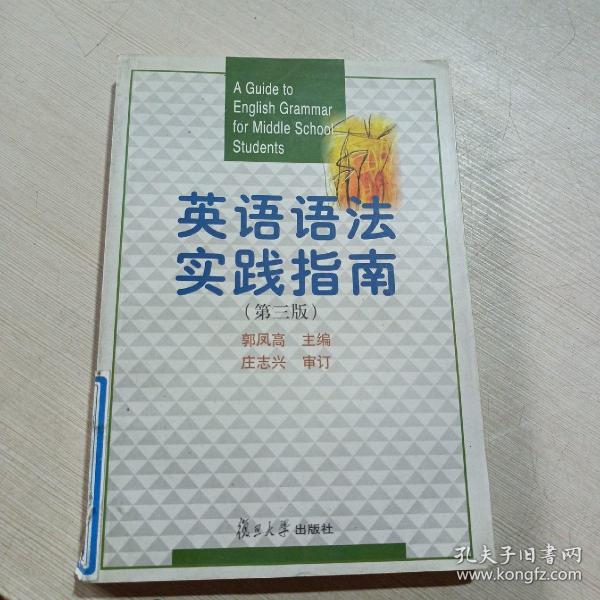 A Guide to
English Grammar
for Middle School
Students
英语语法
实践指南
(第三版)
郭凤高 主编
庄志兴 审订
復旦大学 出版社
孔夫子旧书网
www.kongfz.com